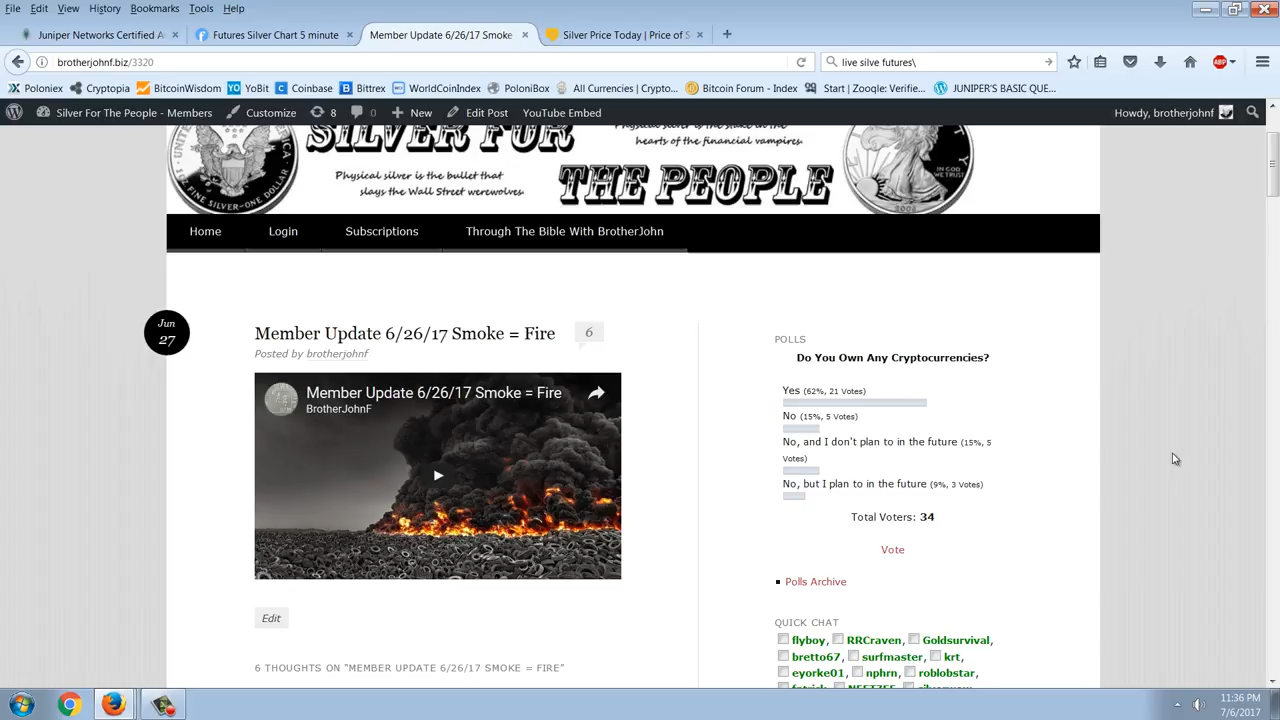 File Edit View History Bookmarks Tools Help
Juniper Networks Certified A
Futures Silver Chart 5 minute
Member Update 6/26/17 Smoke
Silver Price Today | Price of S
brotherjohnf.biz/3320
live silve futures\
ABP
Poloniex Cryptopia BitcoinWisdom YoBit Coinbase Bittrex WorldCoinIndex PoloniBox All Currencies | Crypto... Bitcoin Forum - Index Start | Zooqle: Verifie... JUNIPER'S BASIC QUE...
Silver For The People - Members Customize 8 0 New Edit Post YouTube Embed Howdy, brotherjohnf
SILVER FOR
THE PEOPLE
Physical silver is the stake in the
hearts of the financial vampires.
Physical silver is the bullet that
slays the Wall Street werewolves.
Home Login Subscriptions Through The Bible With BrotherJohn
Jun
27
Member Update 6/26/17 Smoke = Fire 6
Posted by brotherjohnf
Member Update 6/26/17 Smoke = Fire
BrotherJohnF
Edit
6 THOUGHTS ON “MEMBER UPDATE 6/26/17 SMOKE = FIRE”
POLLS
Do You Own Any Cryptocurrencies?
Yes (62%, 21 Votes)
No (15%, 5 Votes)
No, and I don't plan to in the future (15%, 5
Votes)
No, but I plan to in the future (9%, 3 Votes)
Total Voters: 34
Vote
Polls Archive
QUICK CHAT
flyboy, RRCraven, Goldsurvival,
bretto67, surfmaster, krt,
eyorke01, nphrn, roblobstar,
11:36 PM
7/6/2017